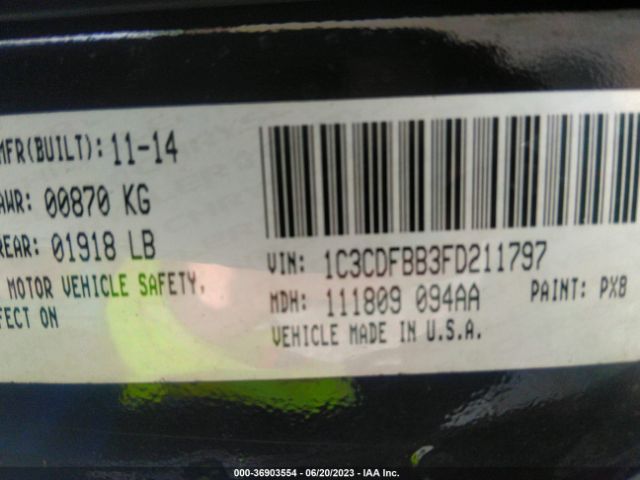 MFR(BUILT): 11-14
AWR: 00870 KG
REAR: 01918 LB
MOTOR VEHICLE SAFETY,
FECT ON
VIN: 1C3CDFBB3FD211797
MDH: 111809 094AA PAINT: PX8
VEHICLE MADE IN U.S.A.
000-36903554 - 06/20/2023 - IAA Inc.